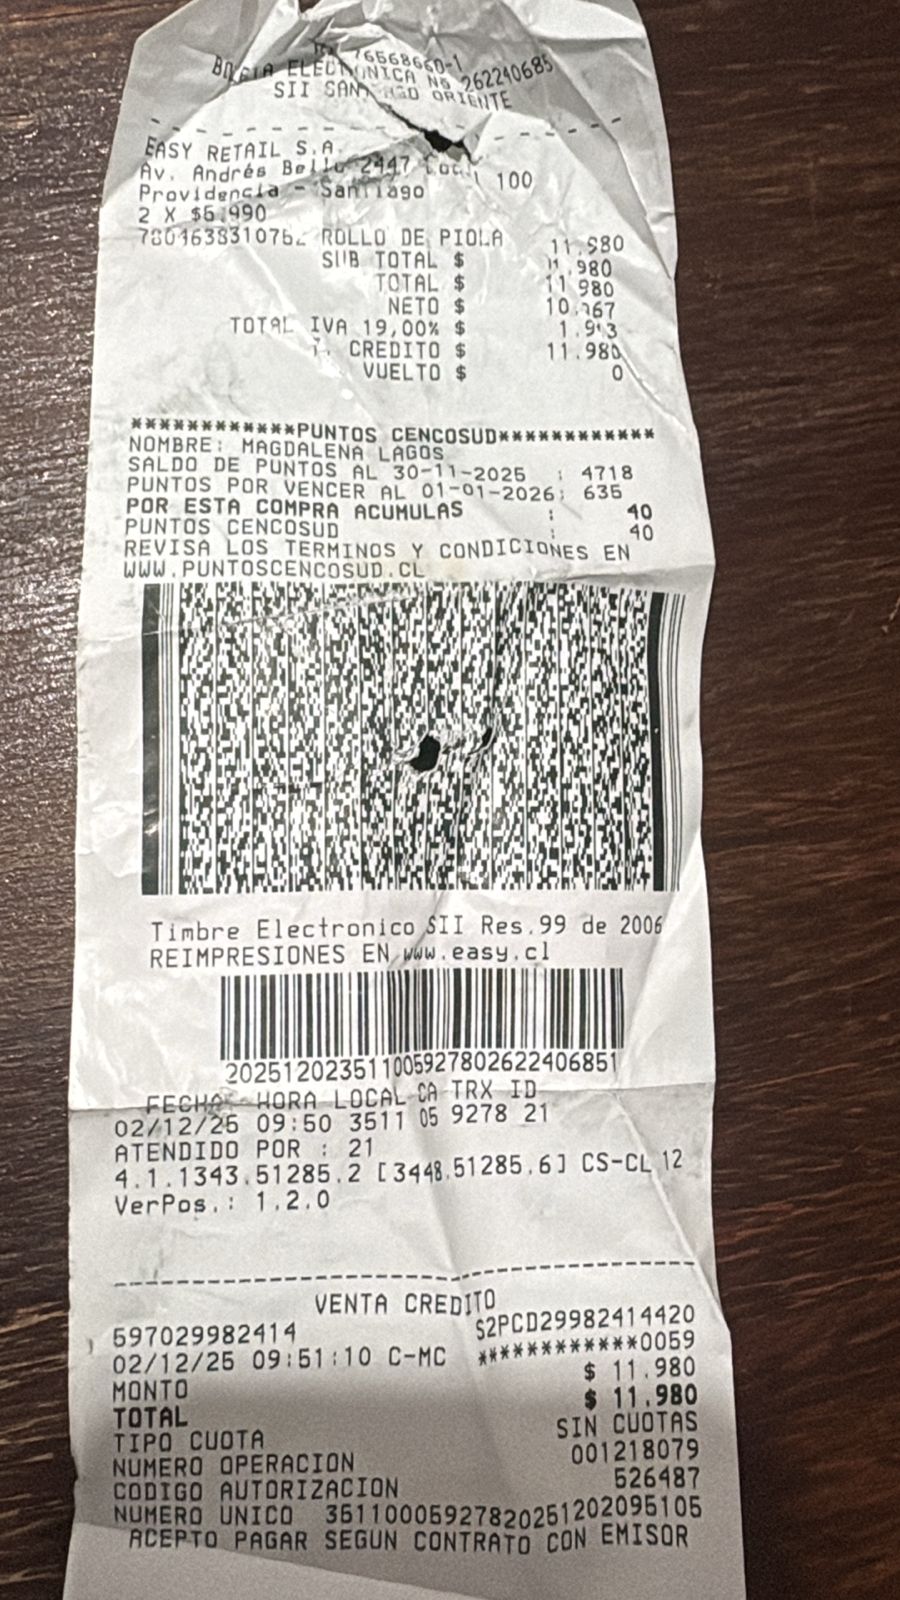 76568660-1
BOLETA ELECTRONICA Nº 262240685
SII SANTIAGO ORIENTE
EASY RETAIL S.A.
Av. Andrés Bello 2447 Local 100
Providencia - Santiago
2 X $5.990
ROLLO DE PIOLA 11.980
SUB TOTAL $ 11.980
TOTAL $ 11.980
NETO $ 10.067
TOTAL IVA 19,00% $ 1.913
T. CREDITO $ 11.980
VUELTO $ 0
************PUNTOS CENCOSUD************
NOMBRE: MAGDALENA LAGOS
SALDO DE PUNTOS AL 30-11-2025 : 4718
PUNTOS POR VENCER AL 01-01-2026: 635
POR ESTA COMPRA ACUMULAS : 40
PUNTOS CENCOSUD : 40
REVISA LOS TERMINOS Y CONDICIONES EN
WWW.PUNTOSCENCOSUD.CL
Timbre Electronico SII Res.99 de 2006
REIMPRESIONES EN www.easy.cl
202512023511005927802622406851
FECHA HORA LOCAL CA TRX ID
02/12/25 09:50 3511 05 9278 21
ATENDIDO POR : 21
4.1.1343.51285.2 [3448.51285.6] CS-CL 12
VerPos.: 1.2.0
VENTA CREDITO
597029982414 S2PCD29982414420
02/12/25 09:51:10 C-MC ************0059
MONTO $ 11.980
TOTAL $ 11.980
TIPO CUOTA SIN CUOTAS
NUMERO OPERACION 001218079
CODIGO AUTORIZACION 526487
NUMERO UNICO 35110005927820251202095105
ACEPTO PAGAR SEGUN CONTRATO CON EMISOR